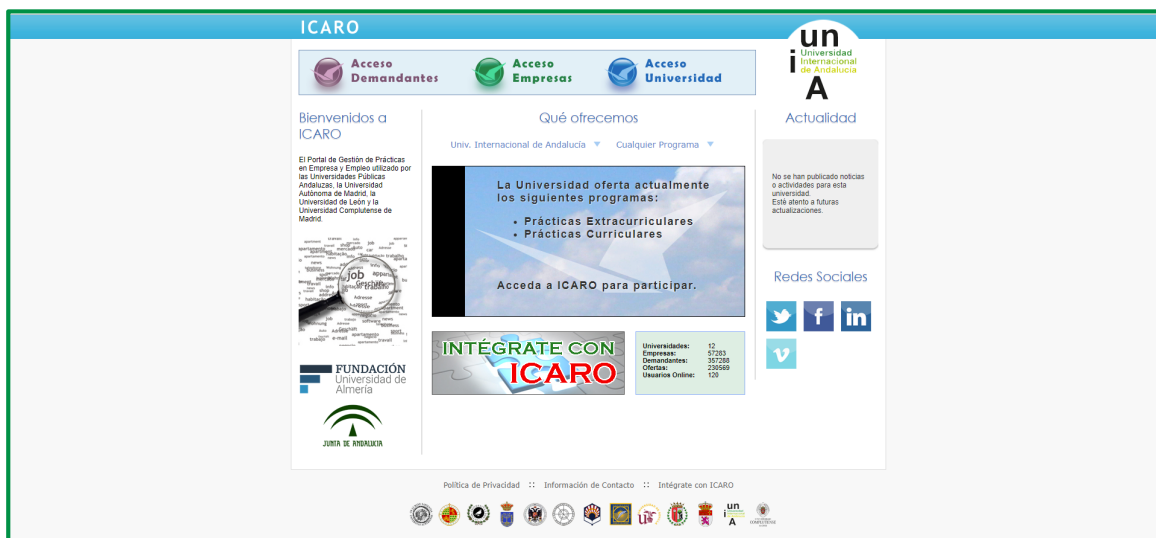 ICARO
Acceso
Demandantes
Acceso
Empresas
Acceso
Universidad
un
i Universidad
Internacional
de Andalucía
A
Bienvenidos a
ICARO
El Portal de Gestión de Prácticas
en Empresa y Empleo utilizado por
las Universidades Públicas
Andaluzas, la Universidad
Autónoma de Madrid, la
Universidad de León y la
Universidad Complutense de
Madrid.
job
FUNDACIÓN
Universidad de
Almería
JUNTA DE ANDALUCIA
Qué ofrecemos
Univ. Internacional de Andalucía
Cualquier Programa
La Universidad oferta actualmente
los siguientes programas:
• Prácticas Extracurriculares
• Prácticas Curriculares
Acceda a ICARO para participar.
INTÉGRATE CON
ICARO
Universidades: 12
Empresas: 57283
Demandantes: 357288
Ofertas: 230569
Usuarios Online: 120
Actualidad
No se han publicado noticias
o actividades para esta
universidad.
Esté atento a futuras
actualizaciones.
Redes Sociales
Política de Privacidad :: Información de Contacto :: Intégrate con ICARO
un
i
A